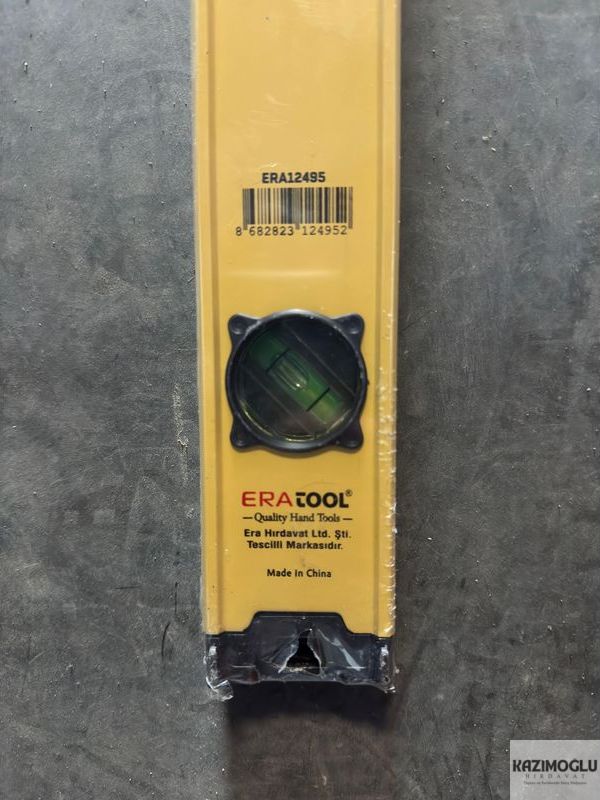 ERA12495
8 682823 124952
ERATOOL®
— Quality Hand Tools —
Era Hırdavat Ltd. Şti.
Tescilli Markasıdır.
Made In China
KAZIMOGLU
HIRDAVAT